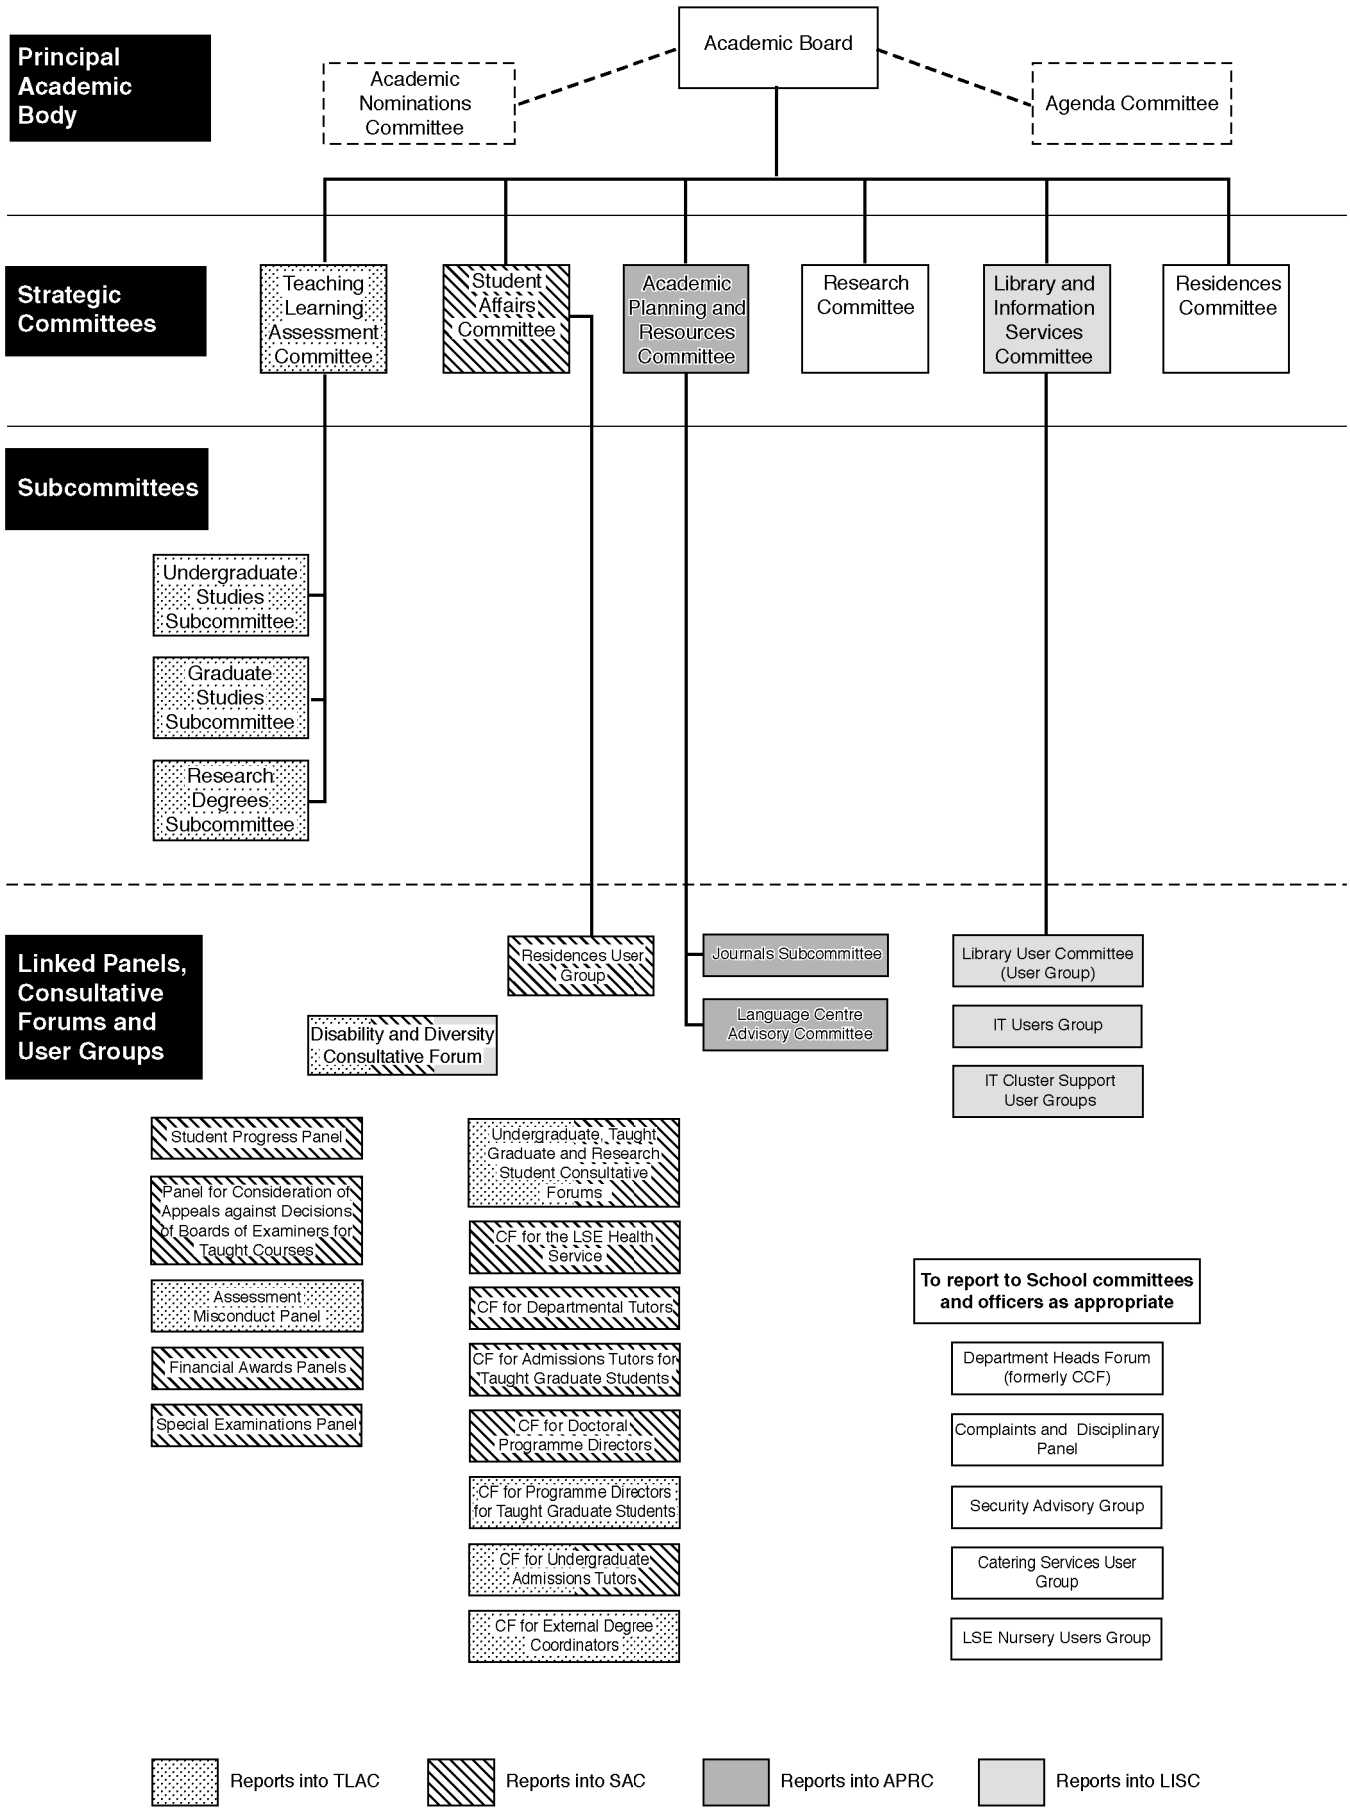 Principal
Academic
Body
Academic Board
Academic
Nominations
Committee
Agenda Committee
Strategic
Committees
Teaching
Learning
Assessment
Committee
Student
Affairs
Committee
Academic
Planning and
Resources
Committee
Research
Committee
Library and
Information
Services
Committee
Residences
Committee
Subcommittees
Undergraduate
Studies
Subcommittee
Graduate
Studies
Subcommittee
Research
Degrees
Subcommittee
Linked Panels,
Consultative
Forums and
User Groups
Residences User
Group
Journals Subcommittee
Language Centre
Advisory Committee
Library User Committee
(User Group)
IT Users Group
IT Cluster Support
User Groups
Disability and Diversity
Consultative Forum
Student Progress Panel
Panel for Consideration of
Appeals against Decisions
of Boards of Examiners for
Taught Courses
Assessment
Misconduct Panel
Financial Awards Panels
Special Examinations Panel
Undergraduate, Taught
Graduate and Research
Student Consultative
Forums
CF for the LSE Health
Service
CF for Departmental Tutors
CF for Admissions Tutors for
Taught Graduate Students
CF for Doctoral
Programme Directors
CF for Programme Directors
for Taught Graduate Students
CF for Undergraduate
Admissions Tutors
CF for External Degree
Coordinators
To report to School committees
and officers as appropriate
Department Heads Forum
(formerly CCF)
Complaints and Disciplinary
Panel
Security Advisory Group
Catering Services User
Group
LSE Nursery Users Group
Reports into TLAC
Reports into SAC
Reports into APRC
Reports into LISC